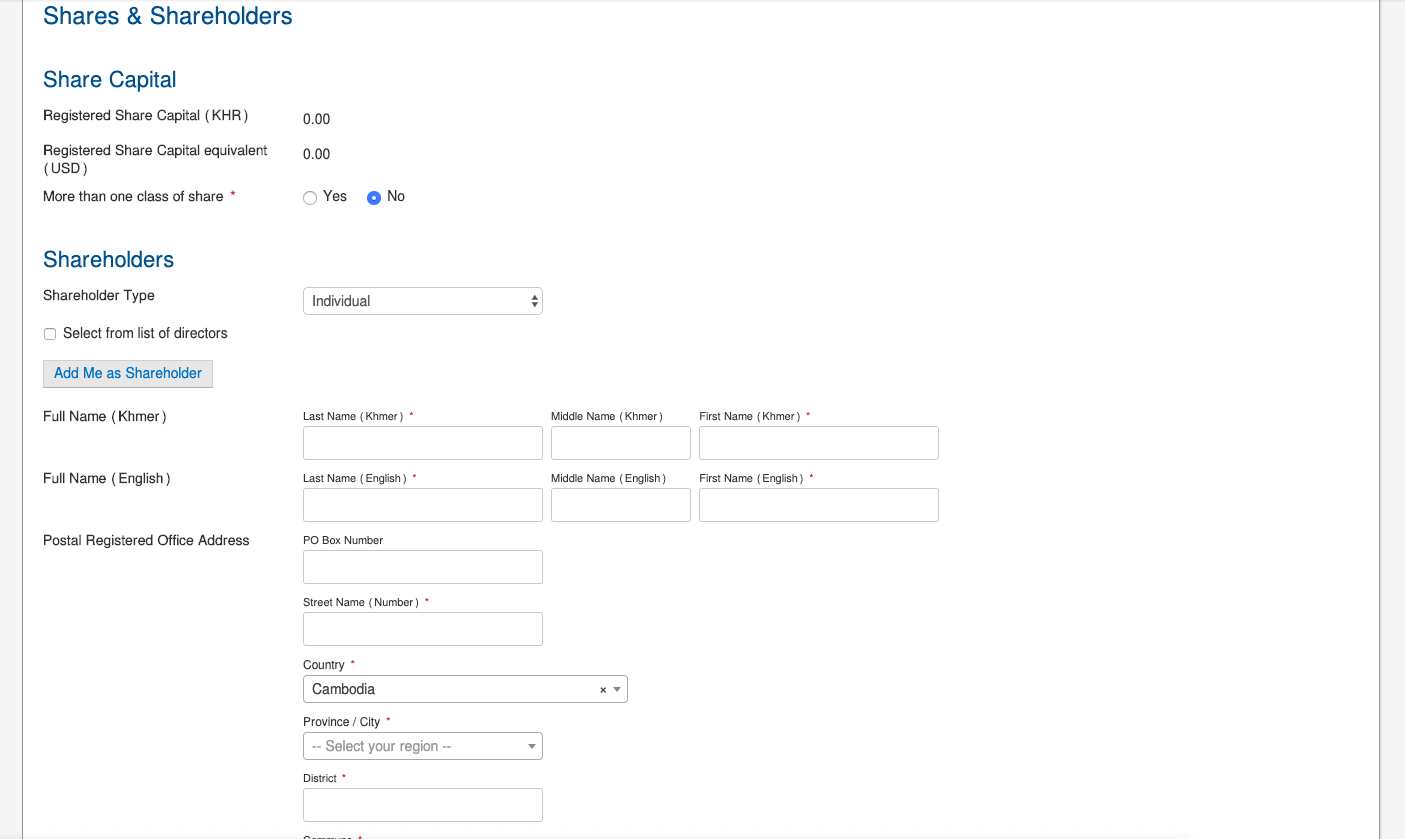 Shares & Shareholders
Share Capital
Registered Share Capital (KHR)
0.00
Registered Share Capital equivalent
(USD)
0.00
More than one class of share *
Yes
No
Shareholders
Shareholder Type
Individual
Select from list of directors
Add Me as Shareholder
Full Name (Khmer)
Last Name (Khmer) *
Middle Name (Khmer)
First Name (Khmer) *
Full Name (English)
Last Name (English) *
Middle Name (English)
First Name (English) *
Postal Registered Office Address
PO Box Number
Street Name (Number) *
Country *
Cambodia
Province / City *
-- Select your region --
District *